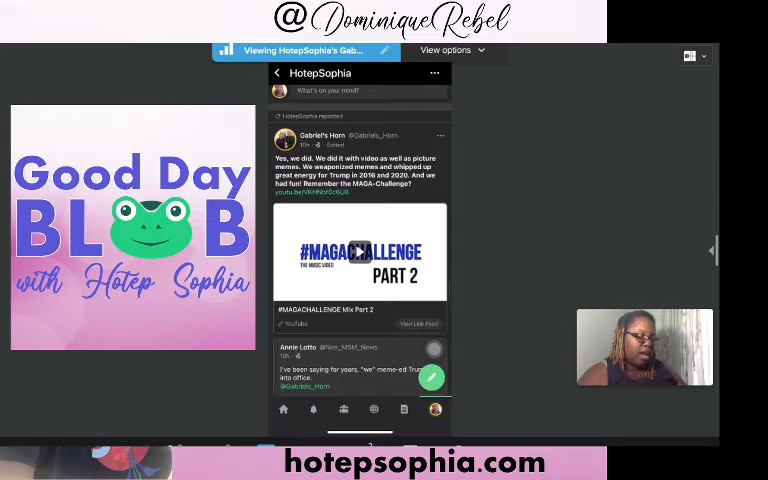 @DominiqueRebel
Viewing HotepSophia's Gab...
View options
HotepSophia
What's on your mind?
HotepSophia reposted
Gabriel's Horn @Gabriels_Horn
10h · Edited
Yes, we did. We did it with video as well as picture
memes. We weaponized memes and whipped up
great energy for Trump in 2016 and 2020. And we
had fun! Remember the MAGA-Challenge?
#MAGACHALLENGE
THE MUSIC VIDEO
PART 2
#MAGACHALLENGE Mix Part 2
YouTube
View Link Feed
Annie Lotto @Non_MSM_News
10h
I've been saying for years, "we" meme-ed Trump
into office.
@Gabriels_Horn
Good Day
BLOB
with Hotep Sophia
hotepsophia.com